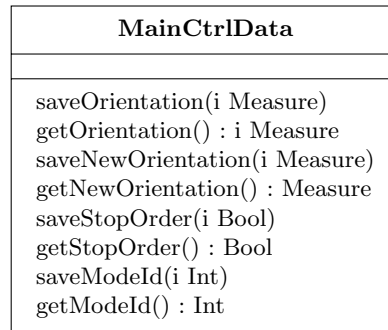 MainCtrlData
saveOrientation(i Measure)
getOrientation() : i Measure
saveNewOrientation(i Measure)
getNewOrientation() : Measure
saveStopOrder(i Bool)
getStopOrder() : Bool
saveModeId(i Int)
getModeId() : Int